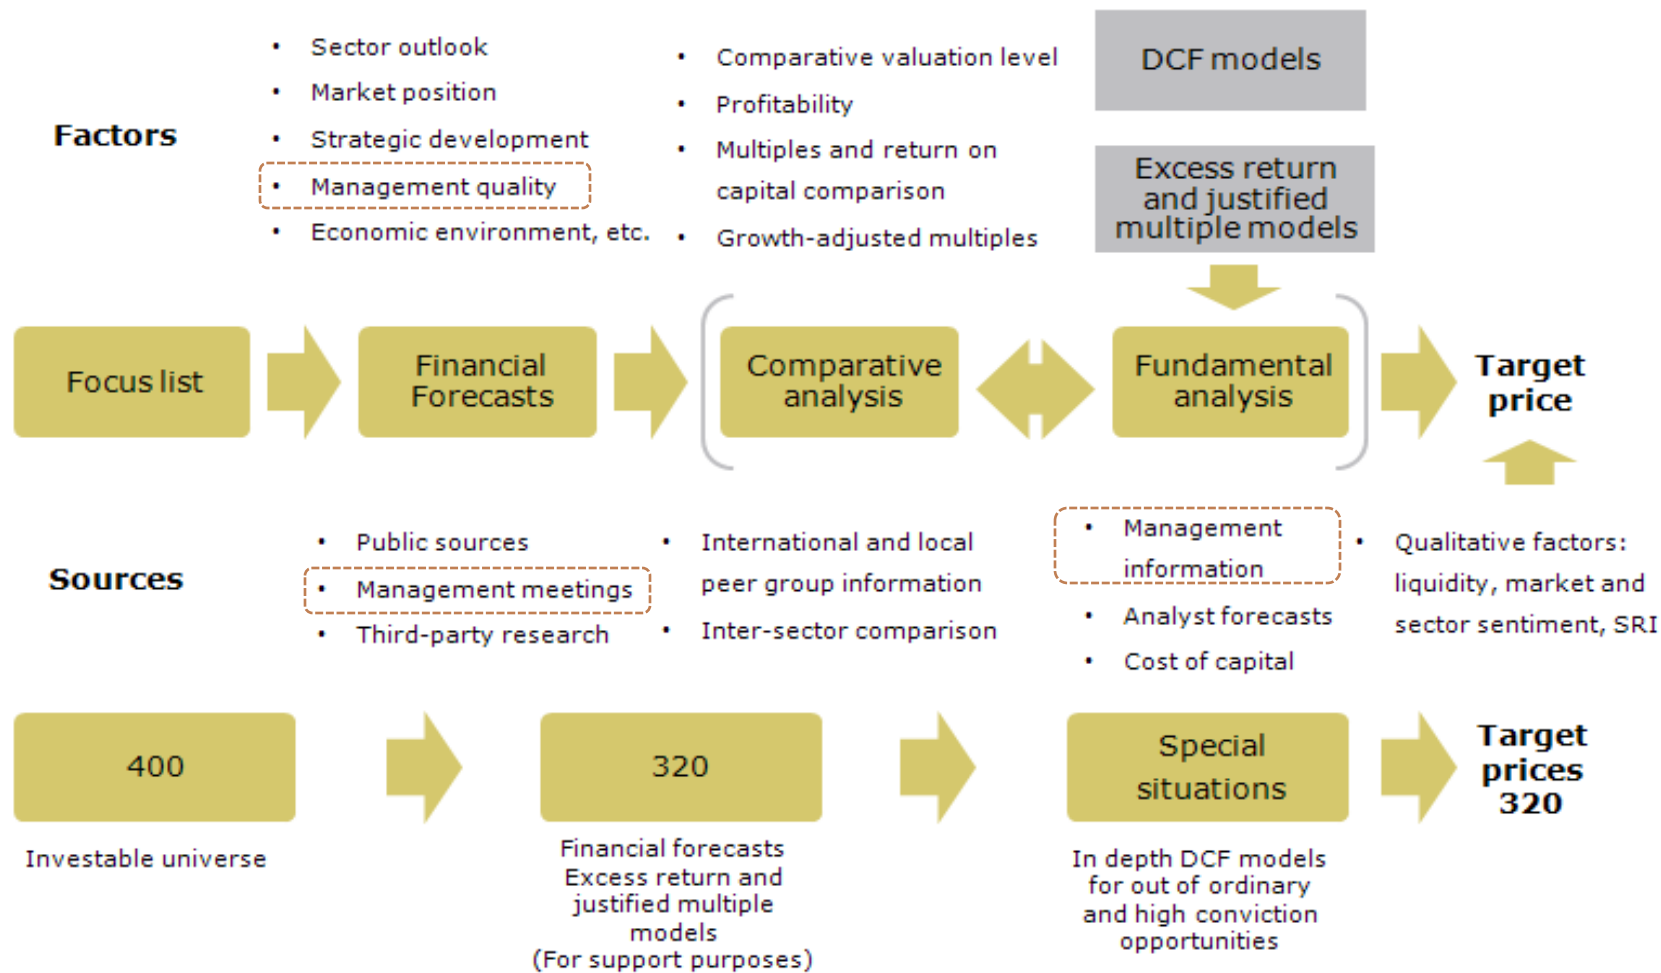 Factors
• Sector outlook
• Market position
• Strategic development
• Management quality
• Economic environment, etc.
• Comparative valuation level
• Profitability
• Multiples and return on
capital comparison
• Growth-adjusted multiples
DCF models
Excess return
and justified
multiple models
Focus list
Financial
Forecasts
Comparative
analysis
Fundamental
analysis
Target
price
Sources
• Public sources
• Management meetings
• Third-party research
• International and local
peer group information
• Inter-sector comparison
• Management
information
• Analyst forecasts
• Cost of capital
• Qualitative factors:
liquidity, market and
sector sentiment, SRI
400
320
Special
situations
Target
prices
320
Investable universe
Financial forecasts
Excess return and
justified multiple
models
(For support purposes)
In depth DCF models
for out of ordinary
and high conviction
opportunities